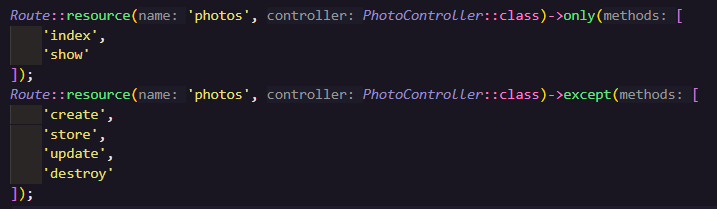 Route::resource(name: 'photos', controller: PhotoController::class)->only(methods: [
'index',
'show'
]);
Route::resource(name: 'photos', controller: PhotoController::class)->except(methods: [
'create',
'store',
'update',
'destroy'
]);